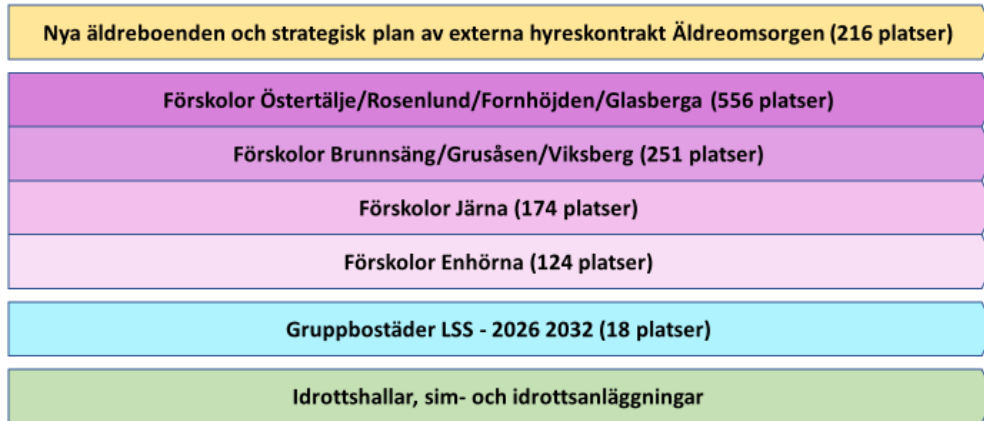 Nya äldreboenden och strategisk plan av externa hyreskontrakt Äldreomsorgen (216 platser)
Förskolor Östertälje/Rosenlund/Fornhöjden/Glasberga (556 platser)
Förskolor Brunnsäng/Grusåsen/Viksberg (251 platser)
Förskolor Järna (174 platser)
Förskolor Enhörna (124 platser)
Gruppbostäder LSS - 2026 2032 (18 platser)
Idrottshallar, sim- och idrottsanläggningar